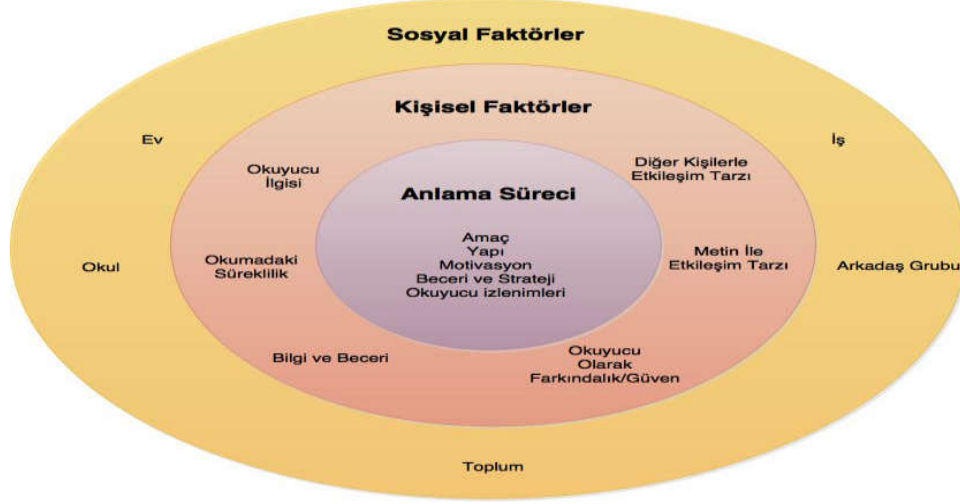 Sosyal Faktörler
Kişisel Faktörler
Ev
İş
Okuyucu
İlgisi
Diğer Kişilerle
Etkileşim Tarzı
Anlama Süreci
Amaç
Yapı
Motivasyon
Beceri ve Strateji
Okuyucu izlenimleri
Okul
Okumadaki
Süreklilik
Metin İle
Etkileşim Tarzı
Arkadaş Grubu
Bilgi ve Beceri
Okuyucu
Olarak
Farkındalık/Güven
Toplum